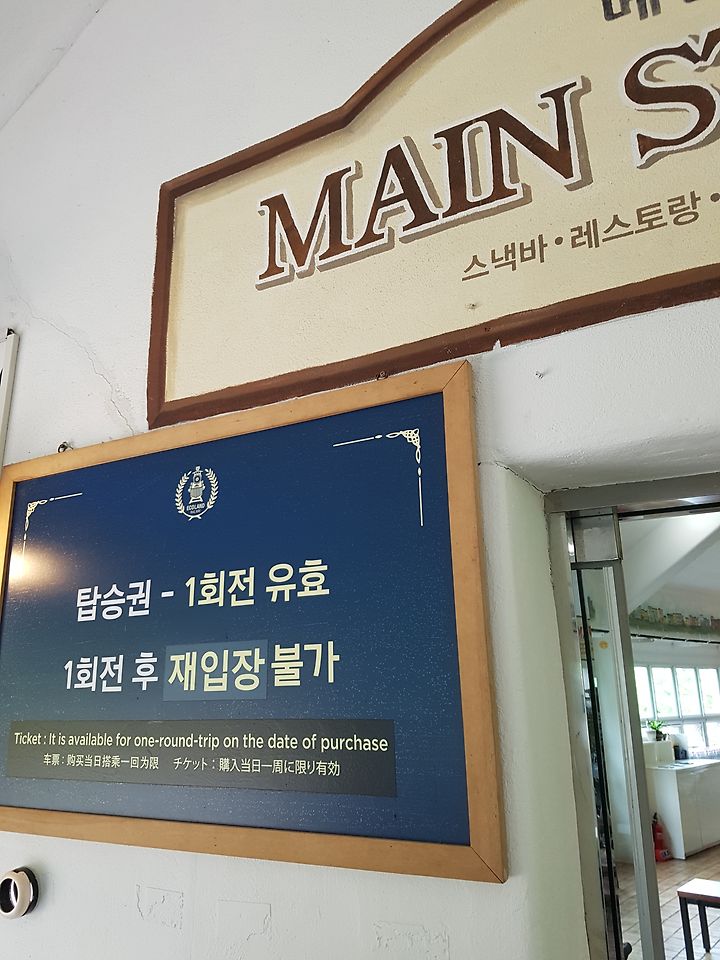 MAIN
스낵바 • 레스토랑 •
ECOLAND
탑승권 - 1회전 유효
1회전 후 재입장 불가
Ticket : It is available for one-round-trip on the date of purchase
车票 : 购买当日搭乘一回为限 チケット : 購入当日一周に限り有効